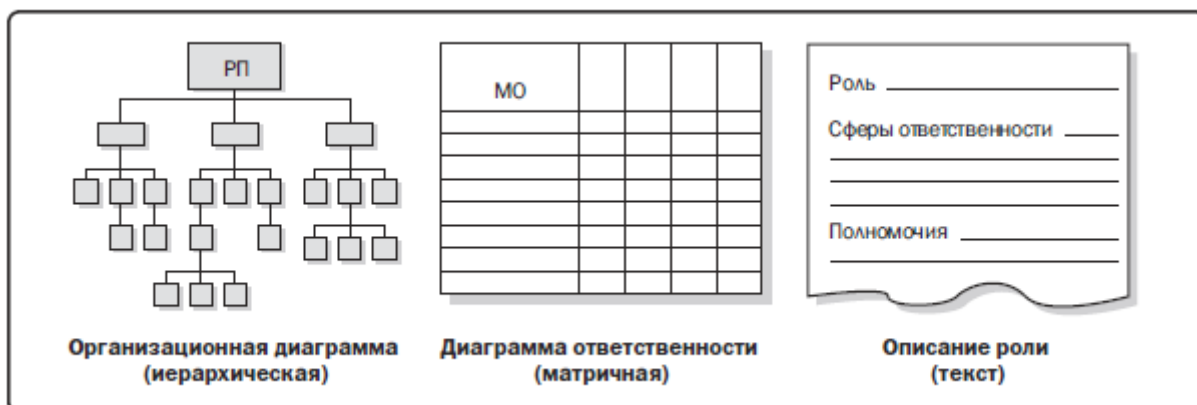 РП
МО
Роль
Сферы ответственности
Полномочия
Организационная диаграмма
(иерархическая)
Диаграмма ответственности
(матричная)
Описание роли
(текст)